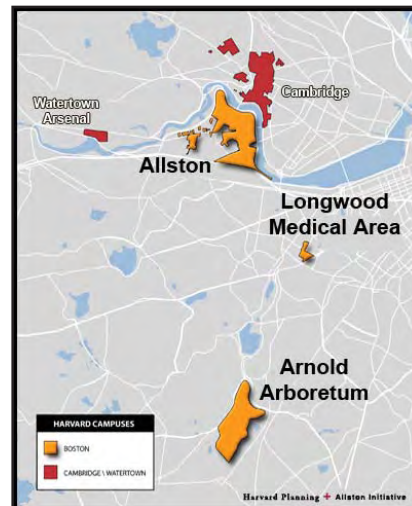 Cambridge
Watertown
Arsenal
Allston
Longwood
Medical Area
Arnold
Arboretum
HARVARD CAMPUSES
BOSTON
CAMBRIDGE \ WATERTOWN
Harvard Planning + Allston Initiative